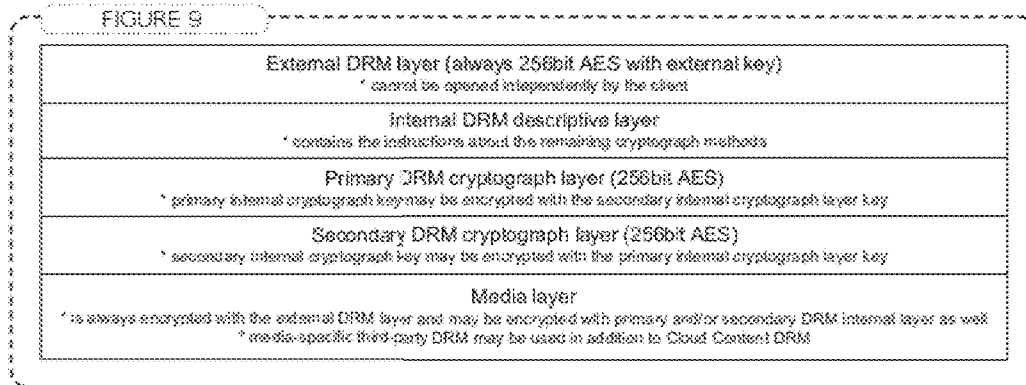 FIGURE 9
External DRM layer (always 256bit AES with external key)
* cannot be opened independently by the client
Internal DRM descriptive layer
* contains the instructions about the remaining cryptograph methods
Primary DRM cryptograph layer (256bit AES)
* primary internal cryptograph key may be encrypted with the secondary internal cryptograph layer key
Secondary DRM cryptograph layer (256bit AES)
* secondary internal cryptograph key may be encrypted with the primary internal cryptograph layer key
Media layer
* is always encrypted with the external DRM layer and may be encrypted with primary and/or secondary DRM internal layer as well
* media-specific third-party DRM may be used in addition to Cloud Content DRM